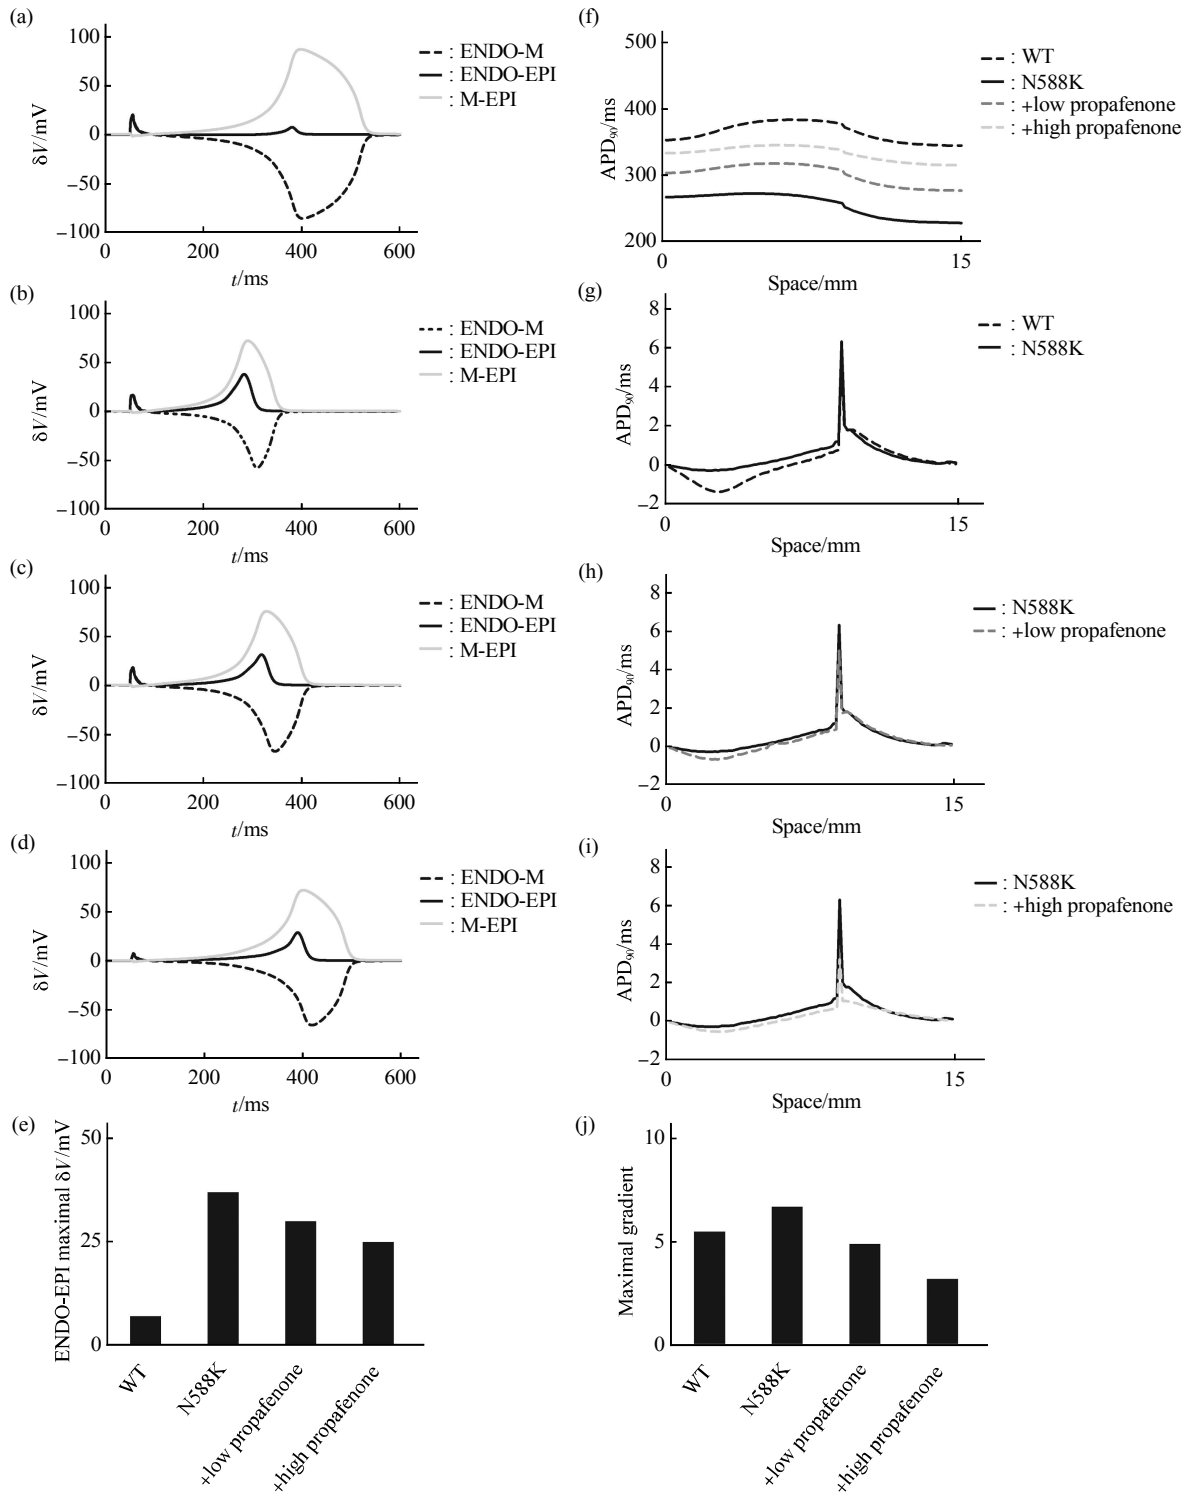 (a)
100
50
0
−50
−100
δV/mV
0 200 400 600
t/ms
: ENDO-M
: ENDO-EPI
: M-EPI
(b)
100
50
0
−50
−100
δV/mV
0 200 400 600
t/ms
: ENDO-M
: ENDO-EPI
: M-EPI
(c)
100
50
0
−50
−100
δV/mV
0 200 400 600
t/ms
: ENDO-M
: ENDO-EPI
: M-EPI
(d)
100
50
0
−50
−100
δV/mV
0 200 400 600
t/ms
: ENDO-M
: ENDO-EPI
: M-EPI
(e)
50
25
0
ENDO-EPI maximal δV/mV
WT
N588K
+low propafenone
+high propafenone
(f)
500
400
300
200
APD90/ms
0 15
Space/mm
: WT
: N588K
: +low propafenone
: +high propafenone
(g)
8
6
4
2
0
−2
APD90/ms
0 15
Space/mm
: WT
: N588K
(h)
8
6
4
2
0
−2
APD90/ms
0 15
Space/mm
: N588K
: +low propafenone
(i)
8
6
4
2
0
−2
APD90/ms
0 15
Space/mm
: N588K
: +high propafenone
(j)
10
5
0
Maximal gradient
WT
N588K
+low propafenone
+high propafenone